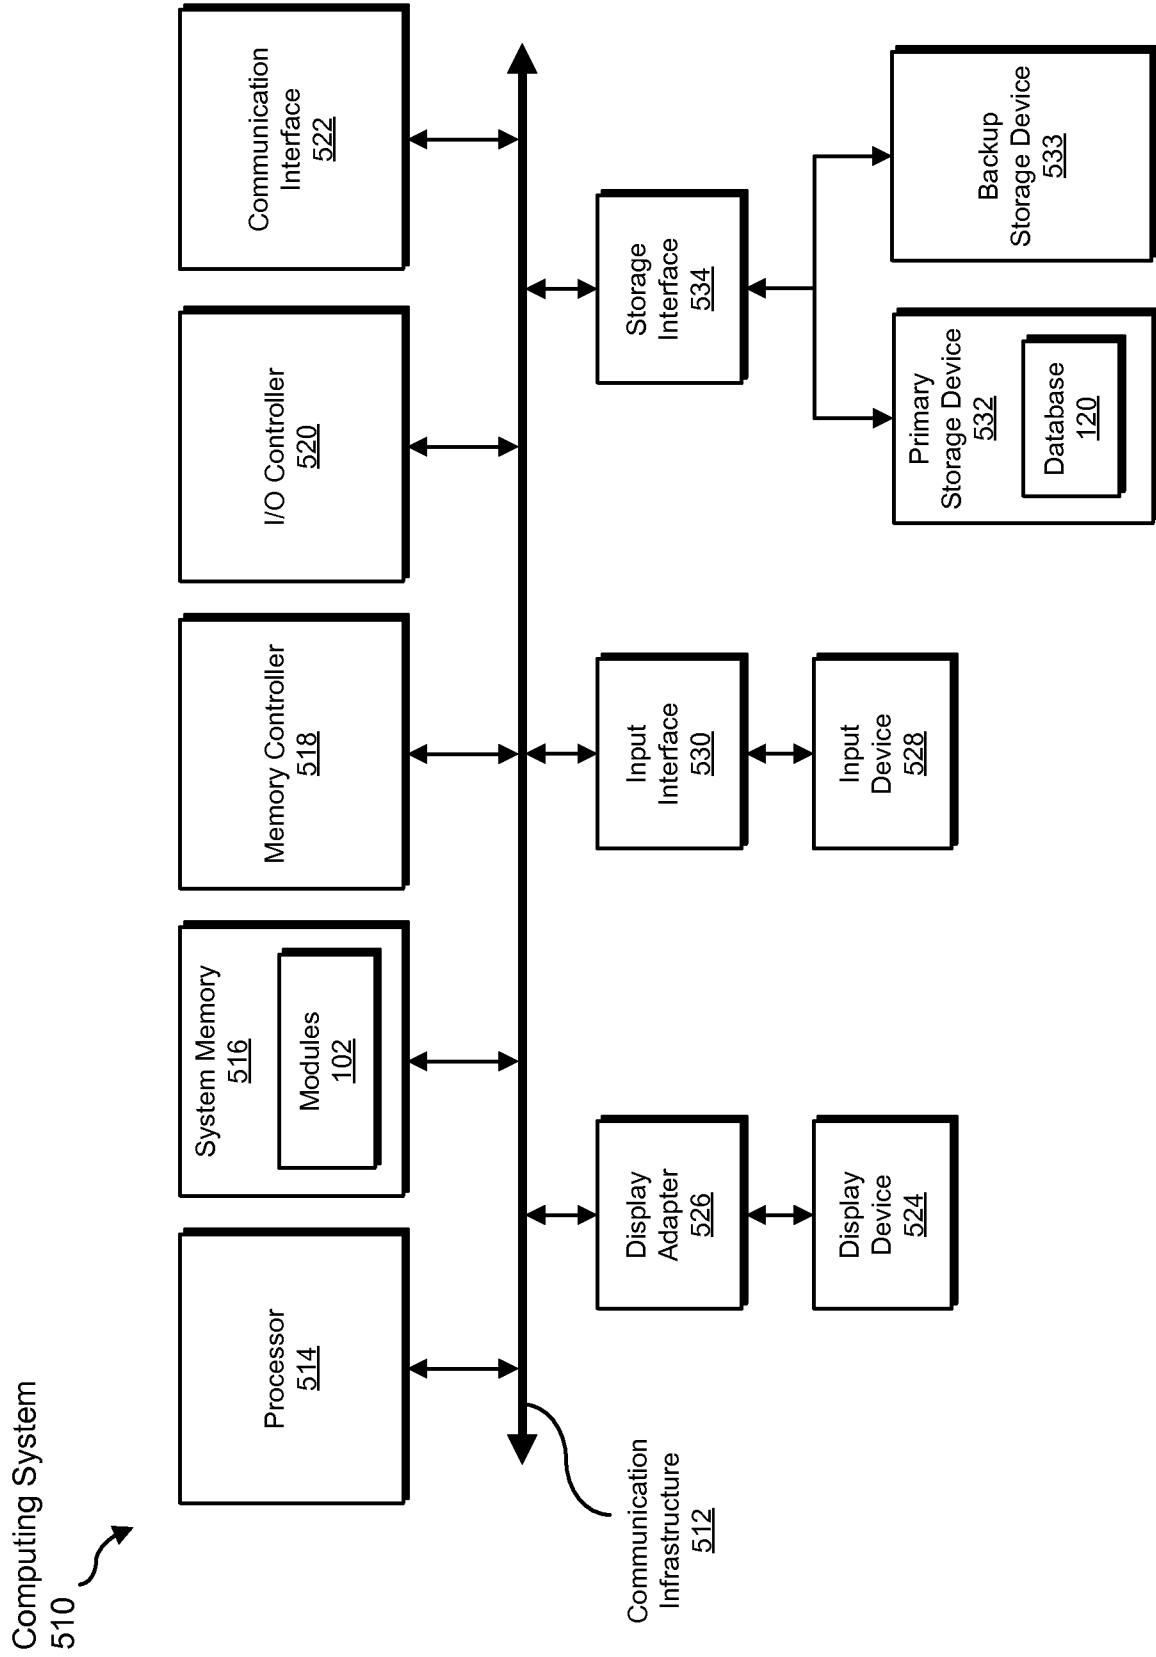 Computing System
510
Processor
514
System Memory
516
Modules
102
Memory Controller
518
I/O Controller
520
Communication
Interface
522
Communication
Infrastructure
512
Display
Adapter
526
Input
Interface
530
Storage
Interface
534
Display
Device
524
Input
Device
528
Primary
Storage Device
532
Database
120
Backup
Storage Device
533